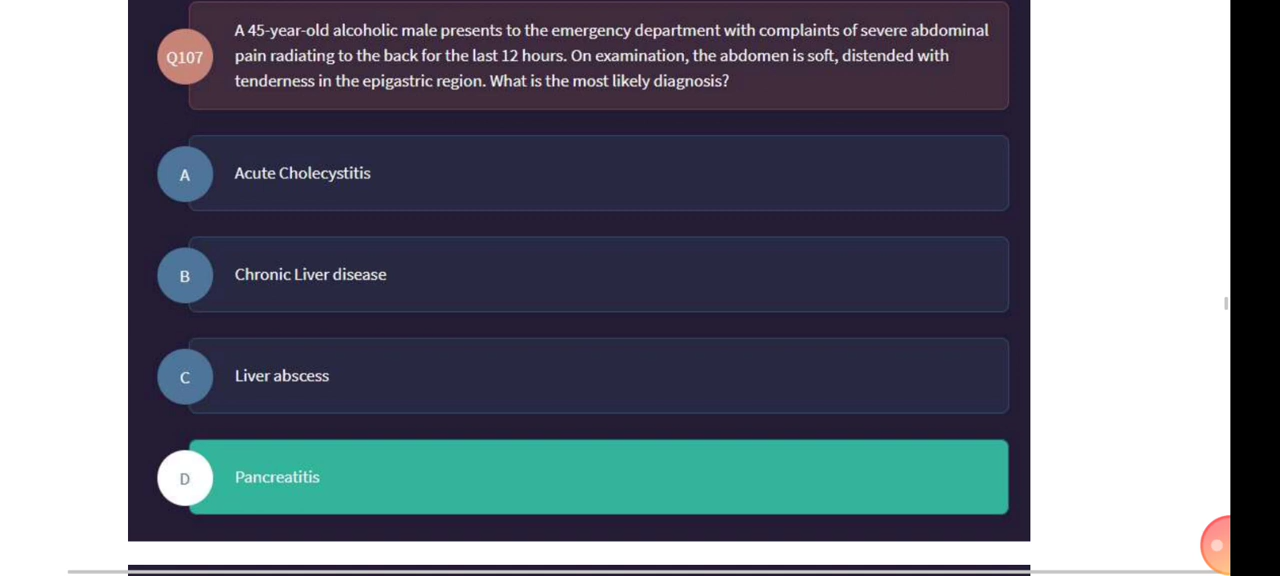 Q107
A 45-year-old alcoholic male presents to the emergency department with complaints of severe abdominal
pain radiating to the back for the last 12 hours. On examination, the abdomen is soft, distended with
tenderness in the epigastric region. What is the most likely diagnosis?
A Acute Cholecystitis
B Chronic Liver disease
C Liver abscess
D Pancreatitis